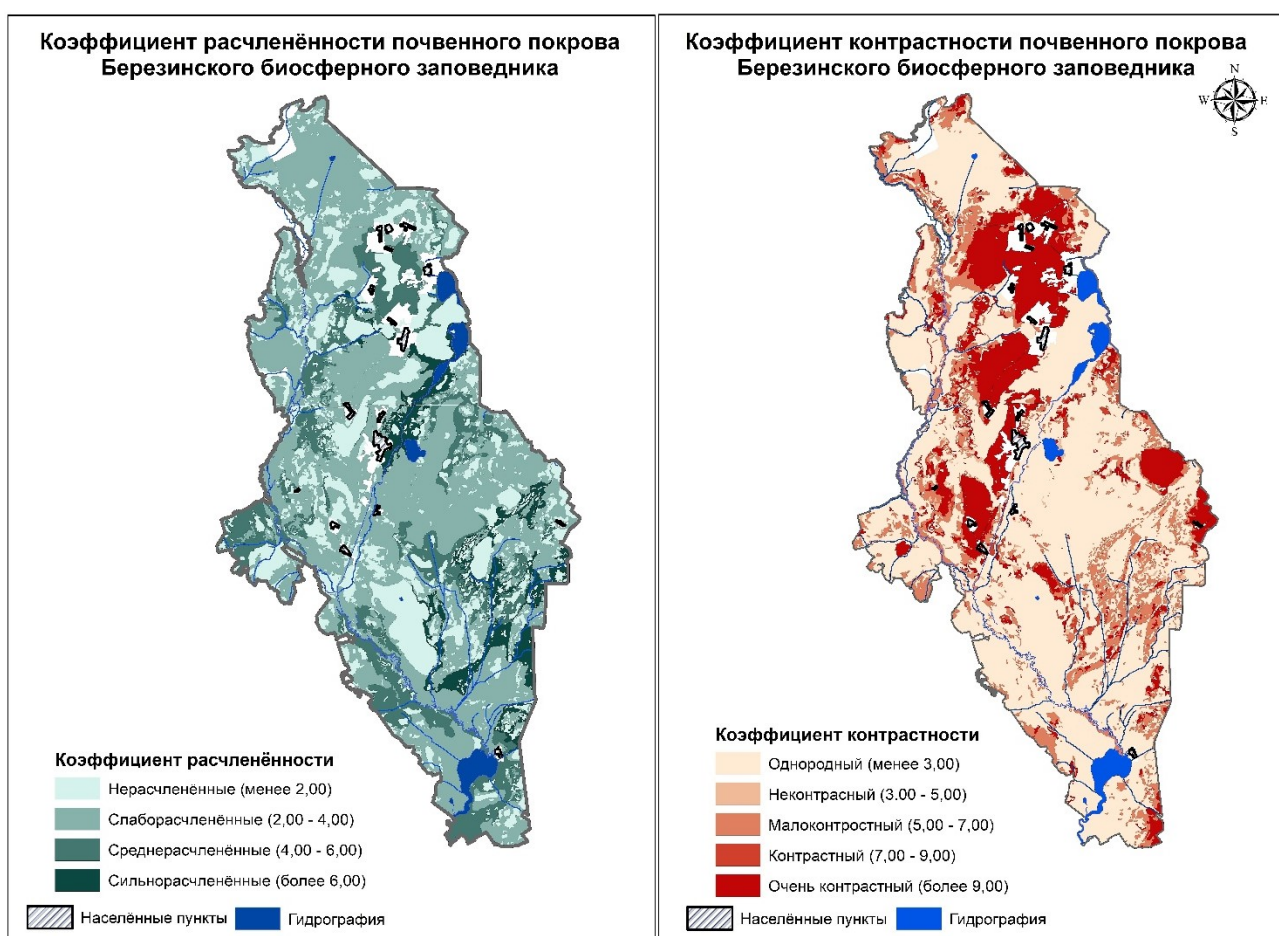 Коэффициент расчленённости почвенного покрова
Березинского биосферного заповедника
Коэффициент расчленённости
Нерасчленённые (менее 2,00)
Слаборасчленённые (2,00 - 4,00)
Среднерасчленённые (4,00 - 6,00)
Сильнорасчленённые (более 6,00)
Населённые пункты
Гидрография
Коэффициент контрастности почвенного покрова
Березинского биосферного заповедника
N
W E
S
Коэффициент контрастности
Однородный (менее 3,00)
Неконтрасный (3.00 - 5,00)
Малоконтростный (5,00 - 7,00)
Контрастный (7,00 - 9,00)
Очень контрастный (более 9,00)
Населённые пункты
Гидрография